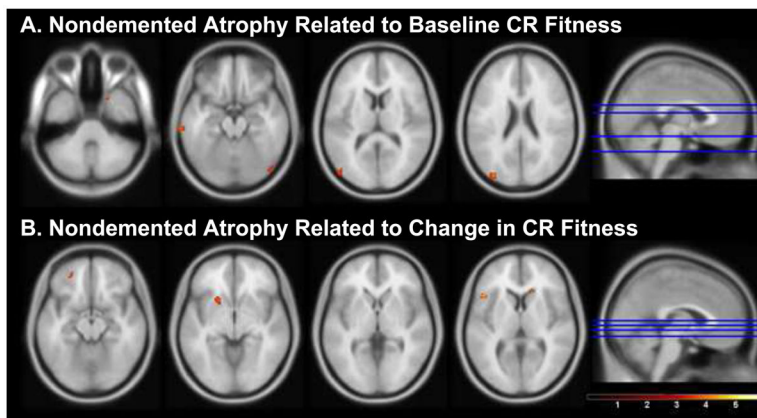 A. Nondemented Atrophy Related to Baseline CR Fitness
B. Nondemented Atrophy Related to Change in CR Fitness
1 2 3 4 5